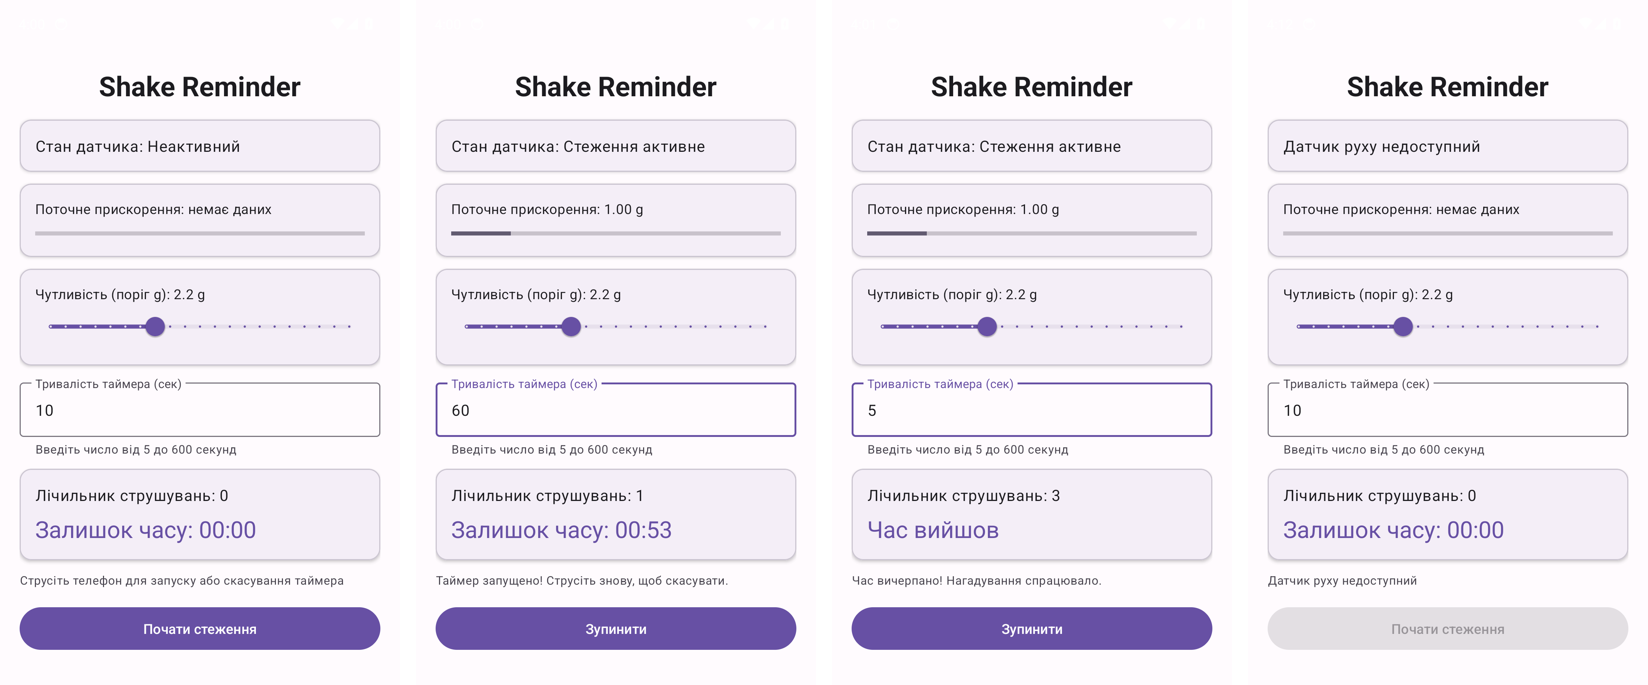 Shake Reminder
Стан датчика: Неактивний
Поточне прискорення: немає даних
Чутливість (поріг g): 2.2 g
Тривалість таймера (сек)
10
Введіть число від 5 до 600 секунд
Лічильник струшувань: 0
Залишок часу: 00:00
Струсіть телефон для запуску або скасування таймера
Почати стеження
Shake Reminder
Стан датчика: Стеження активне
Поточне прискорення: 1.00 g
Чутливість (поріг g): 2.2 g
Тривалість таймера (сек)
60
Введіть число від 5 до 600 секунд
Лічильник струшувань: 1
Залишок часу: 00:53
Таймер запущено! Струсіть знову, щоб скасувати.
Зупинити
Shake Reminder
Стан датчика: Стеження активне
Поточне прискорення: 1.00 g
Чутливість (поріг g): 2.2 g
Тривалість таймера (сек)
5
Введіть число від 5 до 600 секунд
Лічильник струшувань: 3
Час вийшов
Час вичерпано! Нагадування спрацювало.
Зупинити
Shake Reminder
Датчик руху недоступний
Поточне прискорення: немає даних
Чутливість (поріг g): 2.2 g
Тривалість таймера (сек)
10
Введіть число від 5 до 600 секунд
Лічильник струшувань: 0
Залишок часу: 00:00
Датчик руху недоступний
Почати стеження